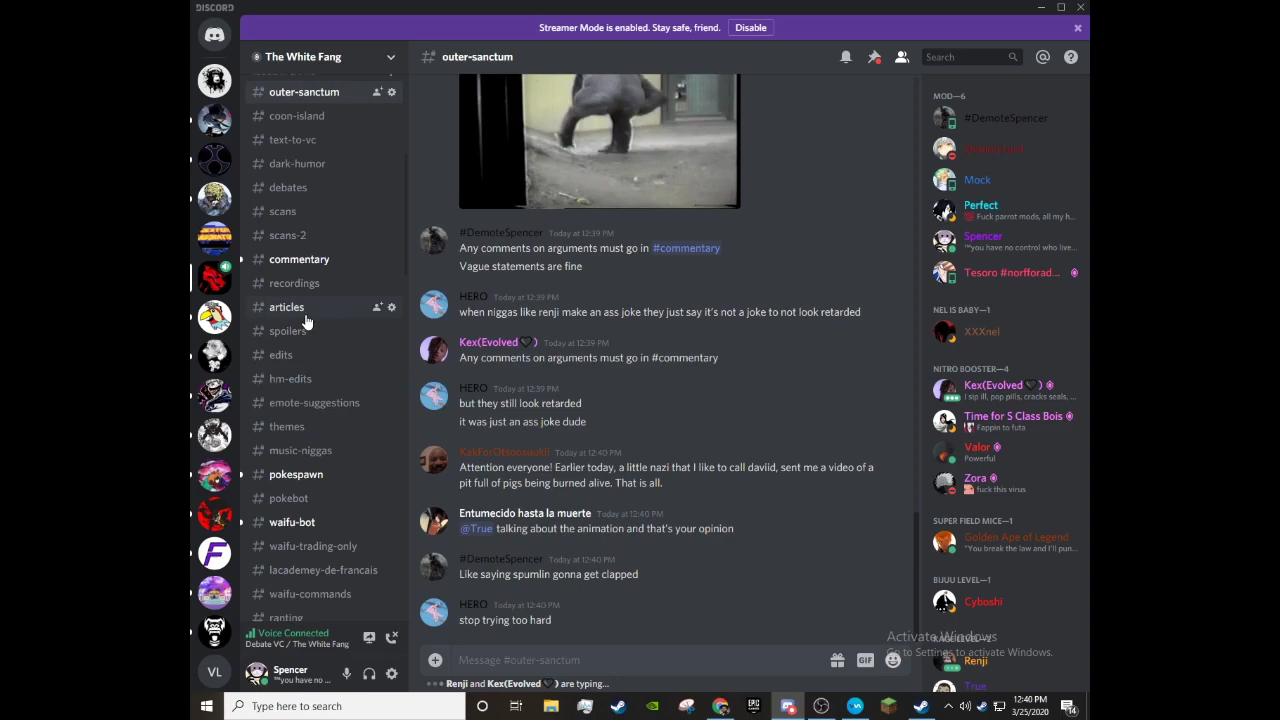 DISCORD
Streamer Mode is enabled. Stay safe, friend. Disable
The White Fang
outer-sanctum
Search
outer-sanctum
coon-island
text-to-vc
dark-humor
debates
scans
scans-2
commentary
recordings
articles
spoilers
edits
hm-edits
emote-suggestions
themes
music-niggas
pokespawn
pokebot
waifu-bot
waifu-trading-only
lacademey-de-francais
waifu-commands
ranting
Voice Connected
Debate VC / The White Fang
Spencer
"you have no ...
VL
#DemoteSpencer Today at 12:39 PM
Any comments on arguments must go in #commentary
Vague statements are fine
HERO Today at 12:39 PM
when niggas like renji make an ass joke they just say it's not a joke to not look retarded
Kex(Evolved🖤) Today at 12:39 PM
Any comments on arguments must go in #commentary
HERO Today at 12:39 PM
but they still look retarded
it was just an ass joke dude
KakForOtsoosuukii Today at 12:40 PM
Attention everyone! Earlier today, a little nazi that I like to call daviid, sent me a video of a
pit full of pigs being burned alive. That is all.
Entumecido hasta la muerte Today at 12:40 PM
@True talking about the animation and that's your opinion
#DemoteSpencer Today at 12:40 PM
Like saying spumlin gonna get clapped
HERO Today at 12:40 PM
stop trying too hard
Message #outer-sanctum
GIF
Renji and Kex(Evolved🖤) are typing...
MOD—6
#DemoteSpencer
Mock
Perfect
Fuck parrot mods, all my h...
Spencer
"you have no control who live...
Tesoro #norfforad...
NEL IS BABY—1
XXXnel
NITRO BOOSTER—4
Kex(Evolved🖤)
I sip ill, pop pills, cracks seals, ...
Time for S Class Bois
Fappin to futa
Valor
Powerful
Zora
fuck this virus
SUPER FIELD MICE—1
Golden Ape of Legend
"You break the law and I'll pun...
BIJUU LEVEL—1
Cyboshi
Renji
True
Activate Windows
Go to Settings to activate Windows.
Type here to search
12:40 PM
3/25/2020
14